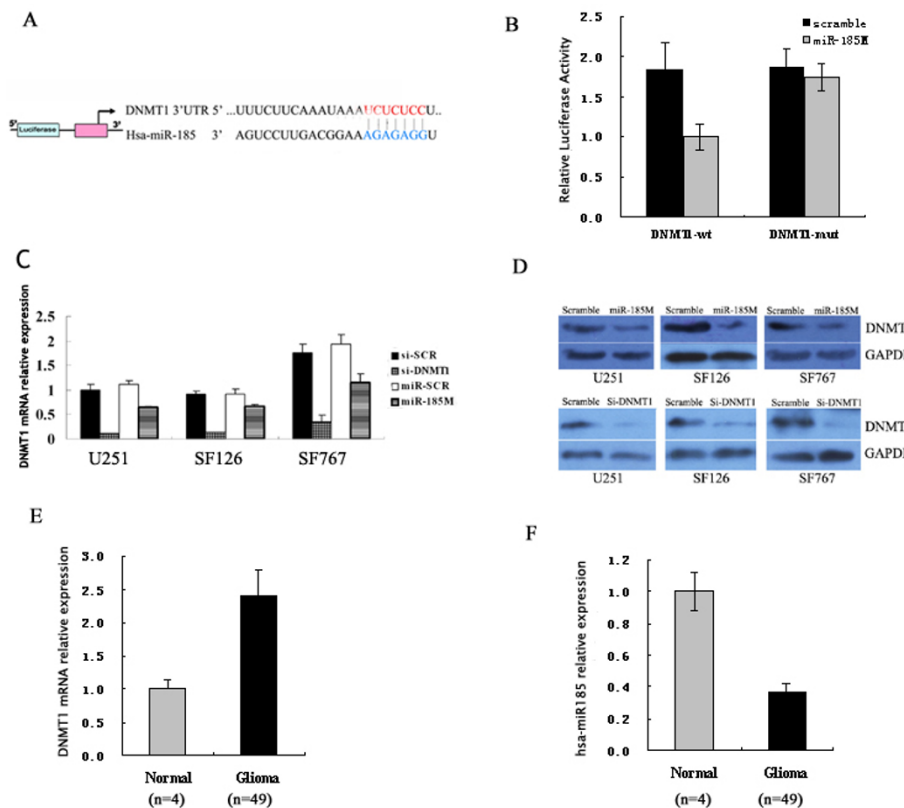 A
DNMT1 3'UTR 5' ...UUUCUUCAAAUAAAUCUCUCCU..
5' Luciferase 3' Hsa-miR-185 3' AGUCCUUGACGGAAAGAGAGGU
B
scramble
miR-185M
Relative Luciferase Activity
2.5
2.0
1.5
1.0
0.5
0.0
DNMT1-wt DNMT1-mut
C
DNMT1 mRNA relative expression
2.5
2
1.5
1
0.5
0
si-SCR
si-DNMT1
miR-SCR
miR-185M
U251 SF126 SF767
D
Scramble miR-185M Scramble miR-185M Scramble miR-185M
DNMT
GAPD
U251 SF126 SF767
Scramble Si-DNMT1 Scramble Si-DNMT1 Scramble Si-DNMT1
DNMT
GAPD
U251 SF126 SF767
E
DNMT1 mRNA relative expression
3.0
2.5
2.0
1.5
1.0
0.5
0.0
Normal Glioma
(n=4) (n=49)
F
hsa-miR185 relative expression
1.2
1.0
0.8
0.6
0.4
0.2
0.0
Normal Glioma
(n=4) (n=49)